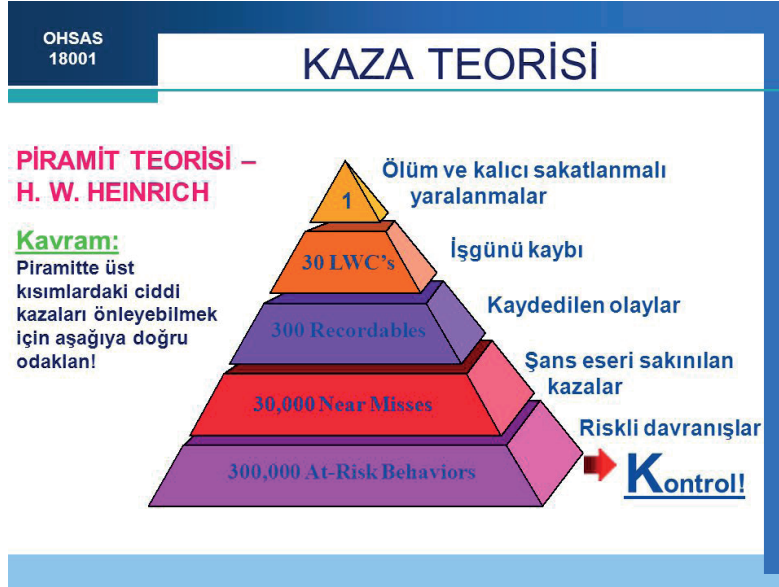 OHSAS
18001
KAZA TEORİSİ
PİRAMİT TEORİSİ –
H. W. HEINRICH
Kavram:
Piramitte üst
kısımlardaki ciddi
kazaları önleyebilmek
için aşağıya doğru
odaklan!
1
Ölüm ve kalıcı sakatlanmalı
yaralanmalar
30 LWC's
İşgünü kaybı
300 Recordables
Kaydedilen olaylar
30,000 Near Misses
Şans eseri sakınılan
kazalar
300,000 At-Risk Behaviors
Riskli davranışlar
Kontrol!